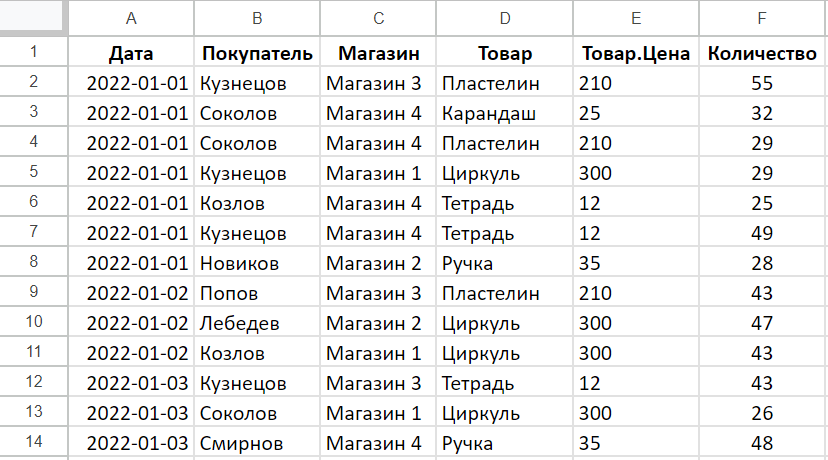 A B C D E F
1 Дата Покупатель Магазин Товар Товар.Цена Количество
2 2022-01-01 Кузнецов Магазин 3 Пластелин 210 55
3 2022-01-01 Соколов Магазин 4 Карандаш 25 32
4 2022-01-01 Соколов Магазин 4 Пластелин 210 29
5 2022-01-01 Кузнецов Магазин 1 Циркуль 300 29
6 2022-01-01 Козлов Магазин 4 Тетрадь 12 25
7 2022-01-01 Кузнецов Магазин 4 Тетрадь 12 49
8 2022-01-01 Новиков Магазин 2 Ручка 35 28
9 2022-01-02 Попов Магазин 3 Пластелин 210 43
10 2022-01-02 Лебедев Магазин 2 Циркуль 300 47
11 2022-01-02 Козлов Магазин 1 Циркуль 300 43
12 2022-01-03 Кузнецов Магазин 3 Тетрадь 12 43
13 2022-01-03 Соколов Магазин 1 Циркуль 300 26
14 2022-01-03 Смирнов Магазин 4 Ручка 35 48